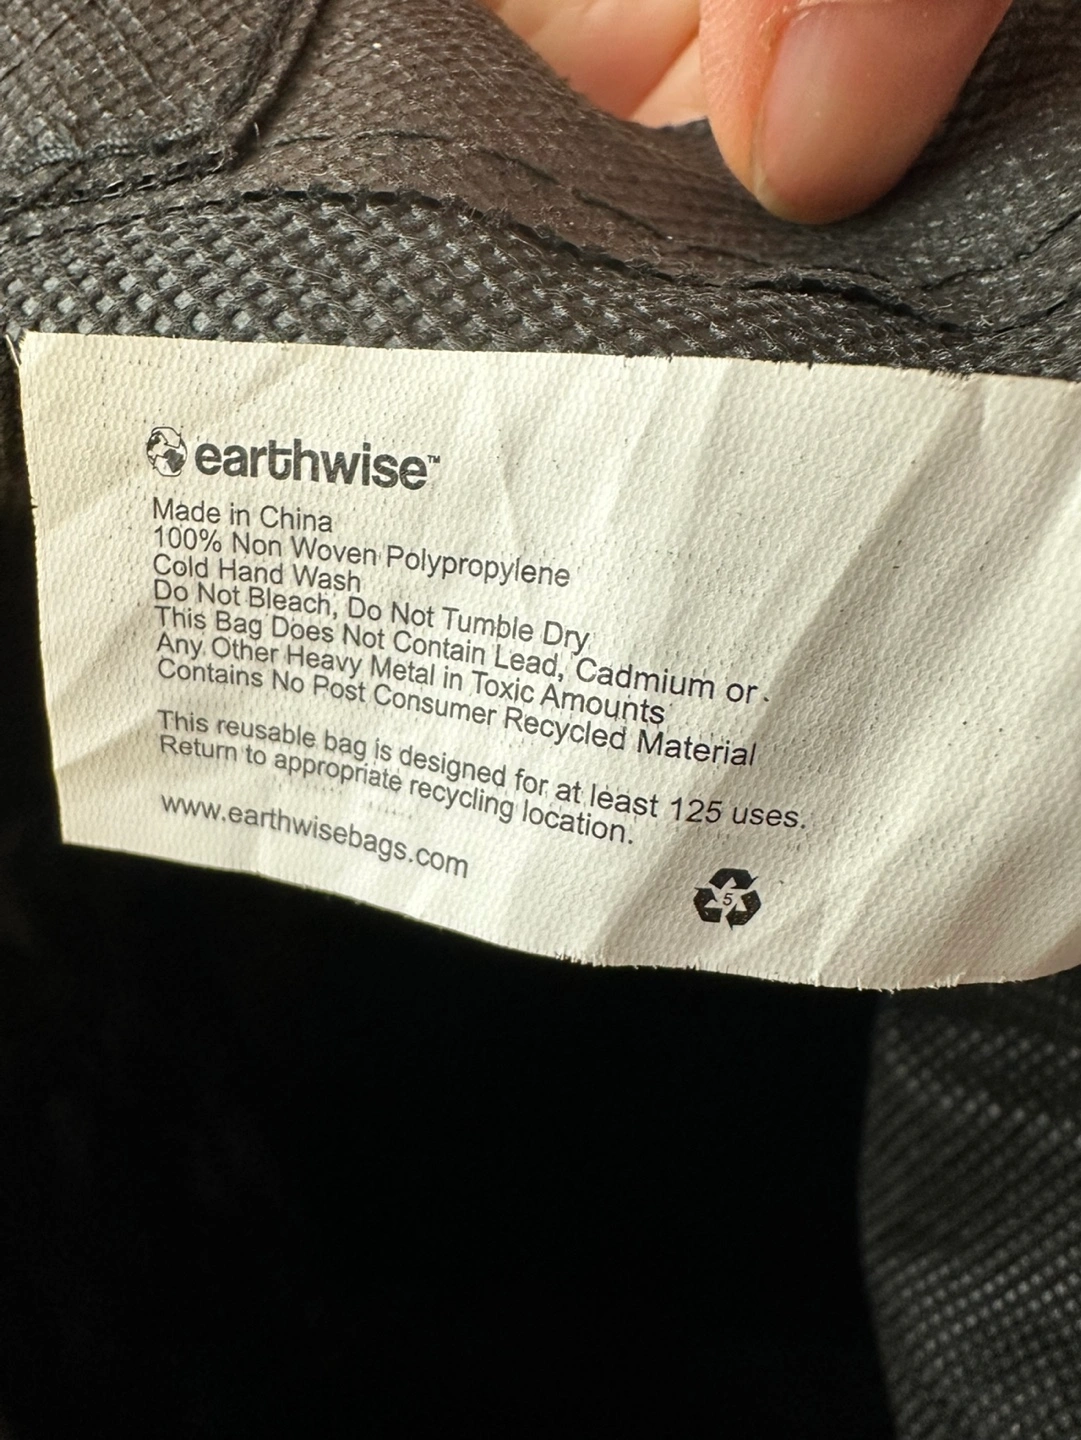 earthwise™
Made in China
100% Non Woven Polypropylene
Cold Hand Wash
Do Not Bleach, Do Not Tumble Dry
This Bag Does Not Contain Lead, Cadmium or
Any Other Heavy Metal in Toxic Amounts
Contains No Post Consumer Recycled Material
This reusable bag is designed for at least 125 uses.
Return to appropriate recycling location.
www.earthwisebags.com
5